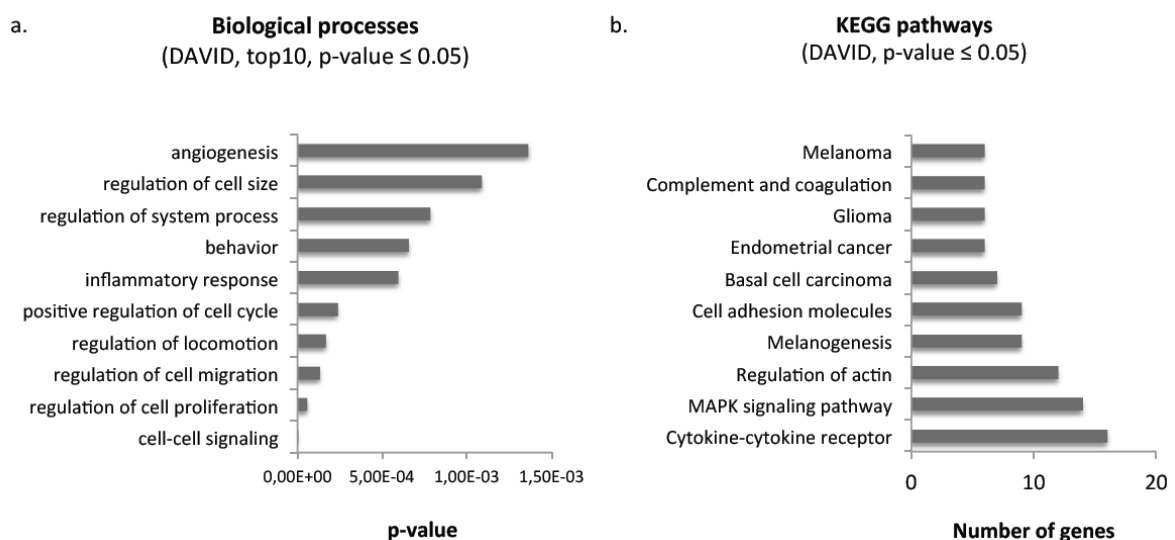 a.
Biological processes
(DAVID, top10, p-value ≤ 0.05)
angiogenesis
regulation of cell size
regulation of system process
behavior
inflammatory response
positive regulation of cell cycle
regulation of locomotion
regulation of cell migration
regulation of cell proliferation
cell-cell signaling
0,00E+00 5,00E-04 1,00E-03 1,50E-03
p-value
b.
KEGG pathways
(DAVID, p-value ≤ 0.05)
Melanoma
Complement and coagulation
Glioma
Endometrial cancer
Basal cell carcinoma
Cell adhesion molecules
Melanogenesis
Regulation of actin
MAPK signaling pathway
Cytokine-cytokine receptor
0 10 20
Number of genes